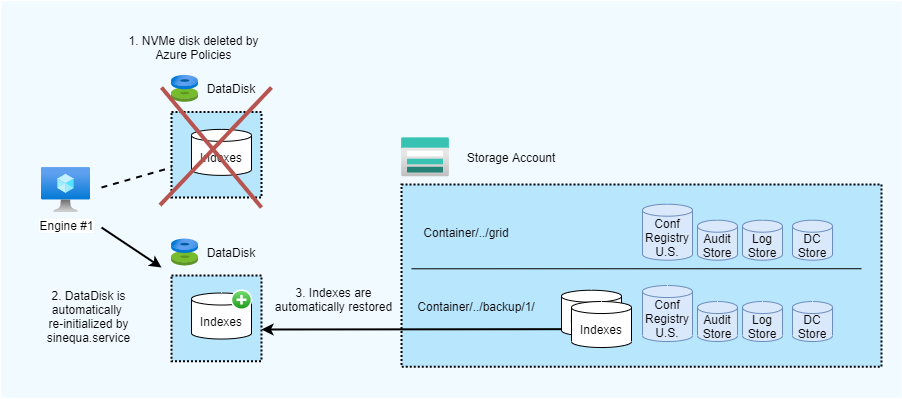 1. NVMe disk deleted by
Azure Policies
DataDisk
Indexes
Engine #1
DataDisk
2. DataDisk is
automatically
re-initialized by
sinequa.service
Indexes
3. Indexes are
automatically restored
Storage Account
Container/../grid
Conf
Registry
U.S.
Audit
Store
Log
Store
DC
Store
Container/../backup/1/
Indexes
Conf
Registry
U.S.
Audit
Store
Log
Store
DC
Store